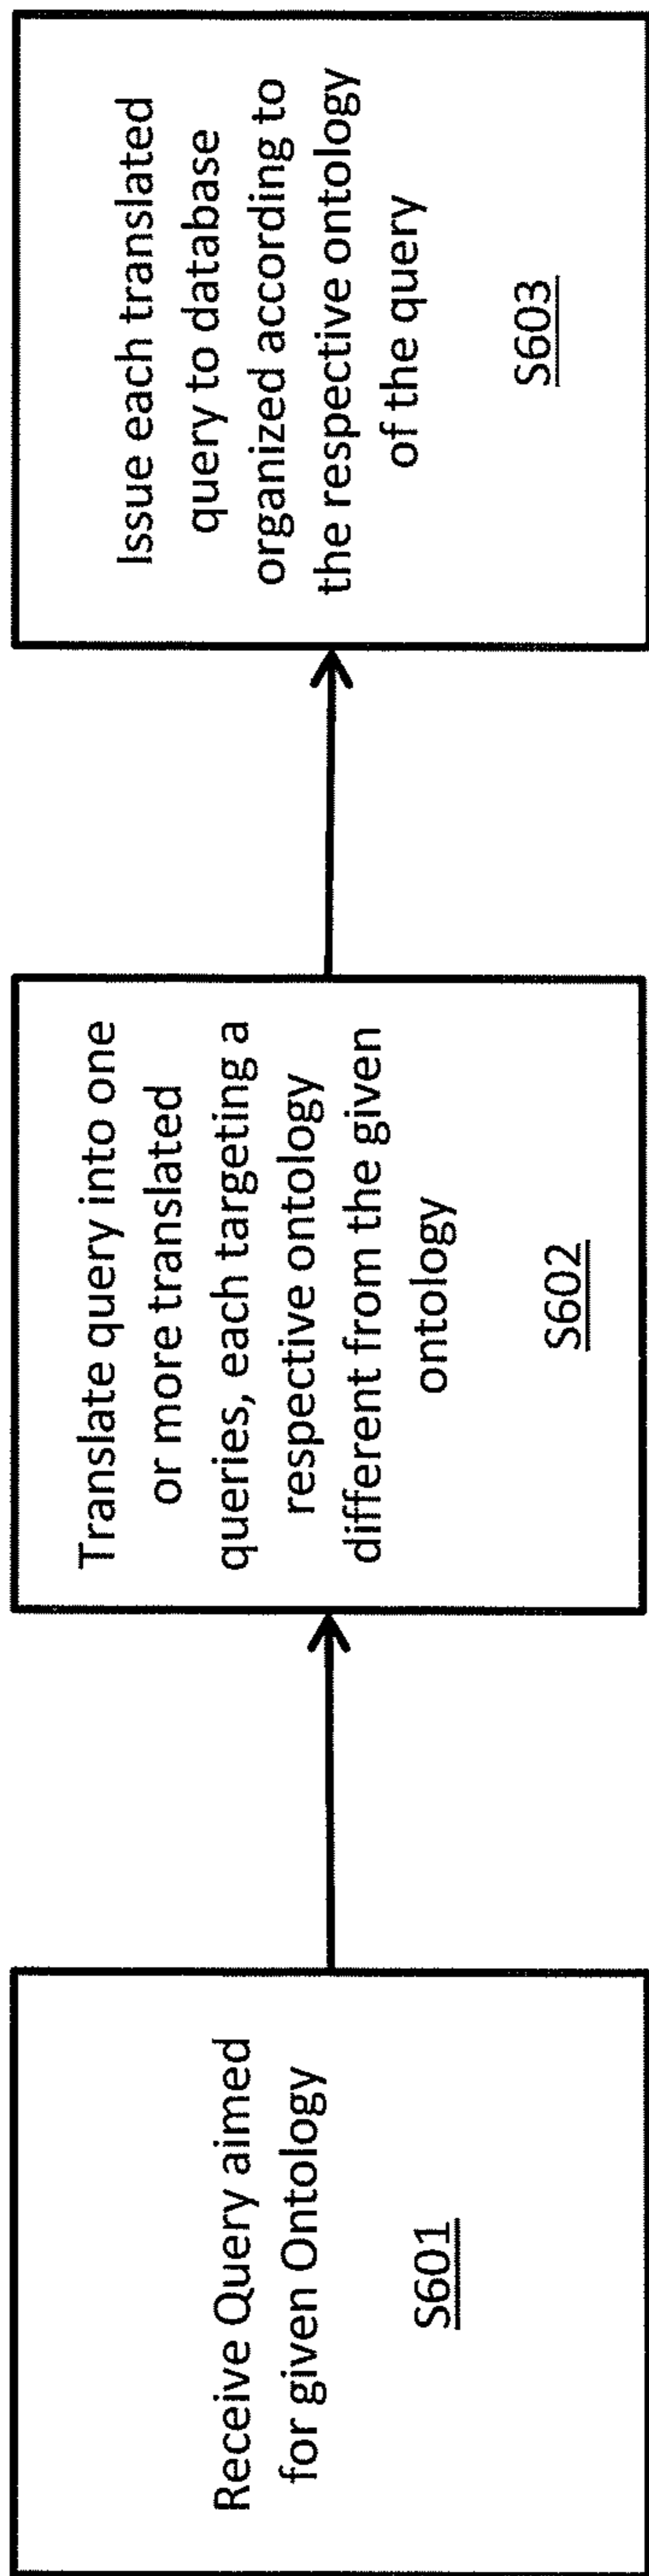 Receive Query aimed
for given Ontology
S601
Translate query into one
or more translated
queries, each targeting a
respective ontology
different from the given
ontology
S602
Issue each translated
query to database
organized according to
the respective ontology
of the query
S603